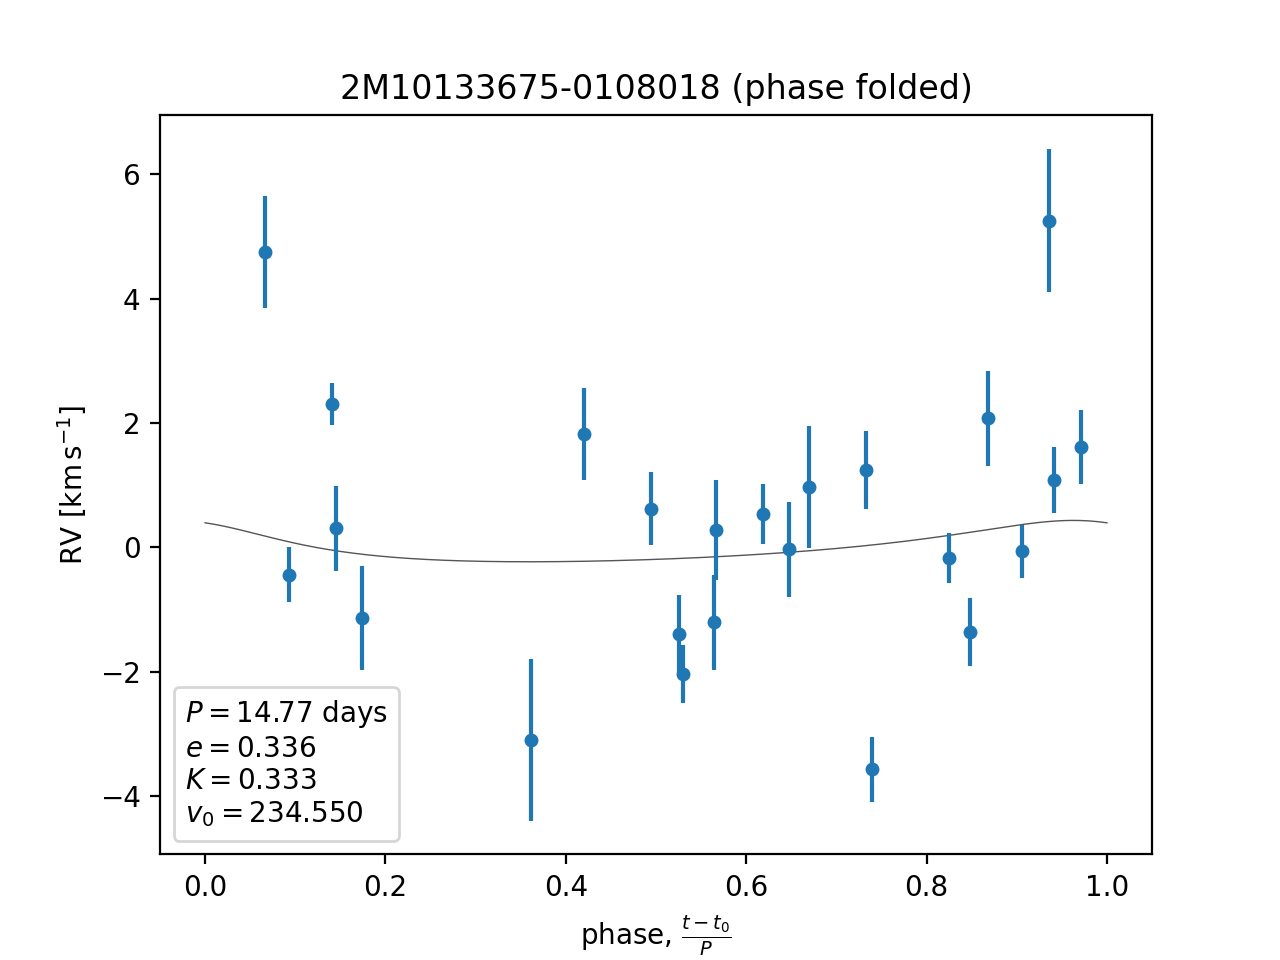 2M10133675-0108018 (phase folded)
6
4
2
0
−2
−4
RV [km s⁻¹]
P = 14.77 days
e = 0.336
K = 0.333
v₀ = 234.550
0.0 0.2 0.4 0.6 0.8 1.0
phase, (t − t₀)/P